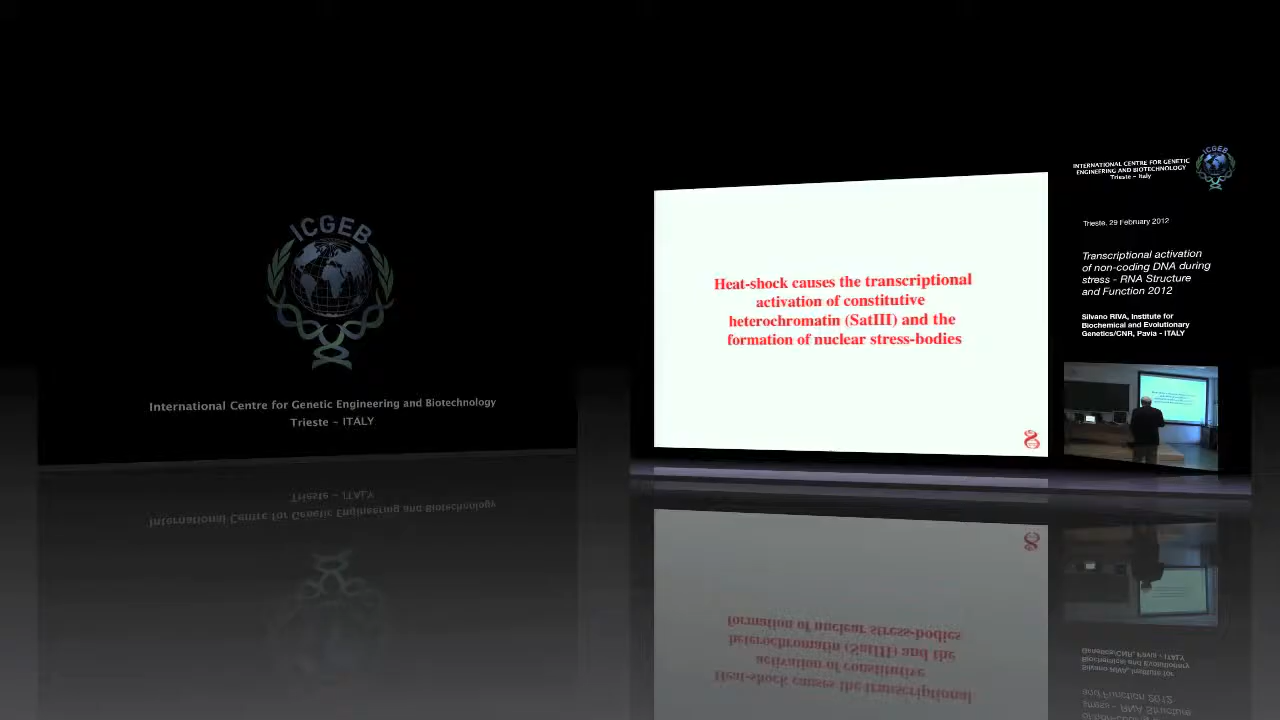 ICGEB
International Centre for Genetic Engineering and Biotechnology
Trieste - ITALY
Heat-shock causes the transcriptional
activation of constitutive
heterochromatin (SatIII) and the
formation of nuclear stress-bodies
INTERNATIONAL CENTRE FOR GENETIC
ENGINEERING AND BIOTECHNOLOGY
Trieste - Italy
ICGEB
Trieste, 29 February 2012
Transcriptional activation
of non-coding DNA during
stress - RNA Structure
and Function 2012
Silvano RIVA, Institute for
Biochemical and Evolutionary
Genetics/CNR, Pavia - ITALY